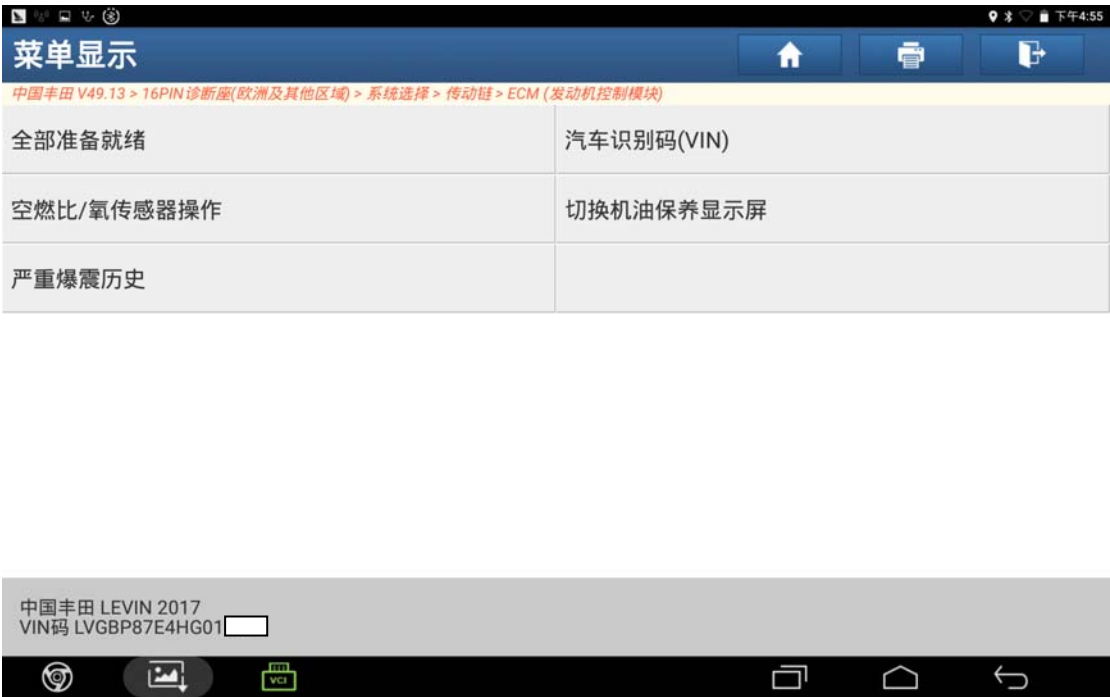 下午4:55
菜单显示
中国丰田 V49.13 > 16PIN诊断座(欧洲及其他区域) > 系统选择 > 传动链 > ECM (发动机控制模块)
全部准备就绪
汽车识别码(VIN)
空燃比/氧传感器操作
切换机油保养显示屏
严重爆震历史
中国丰田 LEVIN 2017
VIN码 LVGBP87E4HG01
VCI